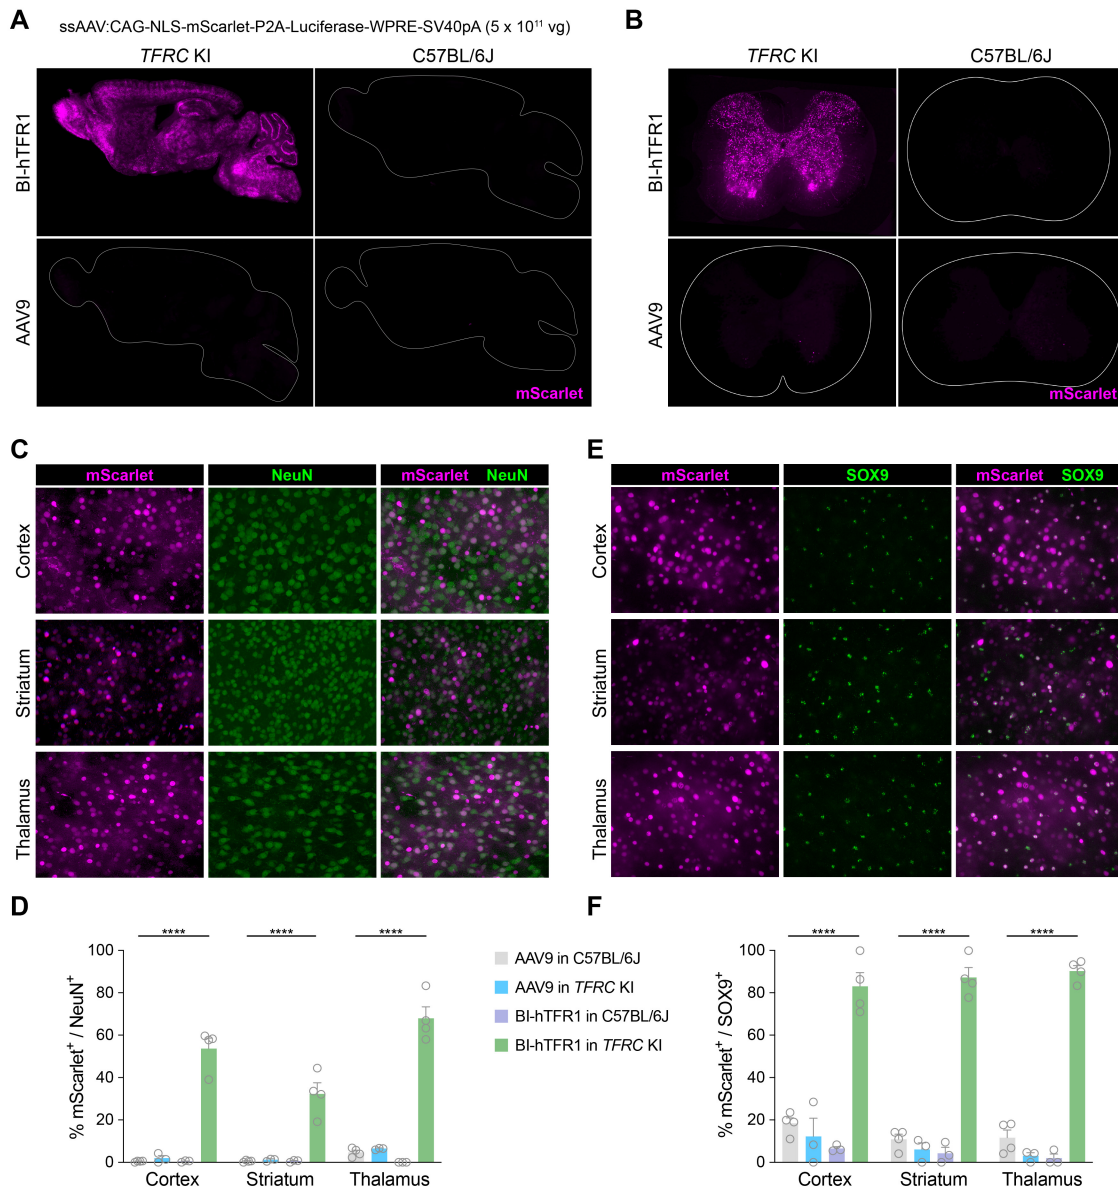 A
ssAAV:CAG-NLS-mScarlet-P2A-Luciferase-WPRE-SV40pA (5 x 10¹¹ vg)
TFRC KI
C57BL/6J
BI-hTFR1
AAV9
mScarlet
B
TFRC KI
C57BL/6J
BI-hTFR1
AAV9
mScarlet
C
mScarlet
NeuN
mScarlet NeuN
Cortex
Striatum
Thalamus
E
mScarlet
SOX9
mScarlet SOX9
Cortex
Striatum
Thalamus
D
% mScarlet⁺ / NeuN⁺
100
80
60
40
20
0
****
****
****
Cortex
Striatum
Thalamus
AAV9 in C57BL/6J
AAV9 in TFRC KI
BI-hTFR1 in C57BL/6J
BI-hTFR1 in TFRC KI
F
% mScarlet⁺ / SOX9⁺
100
80
60
40
20
0
****
****
****
Cortex
Striatum
Thalamus